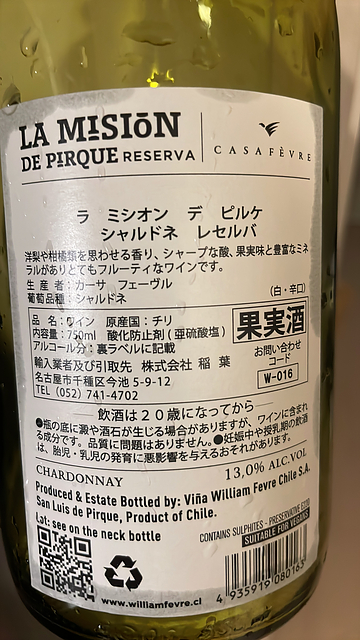 LA MISIÓN
DE PIRQUE RESERVA
CASA FÈVRE
ラ ミシオン デ ピルケ
シャルドネ レセルバ
洋梨や柑橘類を思わせる香り、シャープな酸、果実味と豊富なミネ
ラルがありとてもフルーティなワインです。
生産者:カーサ フェーヴル
葡萄品種:シャルドネ
(白・辛口)
品 名:ワイン 原産国:チリ
内容量:750ml 酸化防止剤(亜硫酸塩)
アルコール分:裏ラベルに記載
果実酒
輸入業者及び引取先 株式会社 稲 葉
名古屋市千種区今池 5-9-12
TEL (052) 741-4702
お問い合わせ
コード
W-016
飲酒は20歳になってから
●瓶の底に澱や酒石が生じる場合がありますが、ワインに含まれ
る成分です。品質に問題はありません。●妊娠中や授乳期の飲酒
は、胎児・乳児の発育に悪影響を与えるおそれがあります。
CHARDONNAY
13,0% ALC.VOL
Produced & Estate Bottled by: Viña William Fevre Chile S.A.
San Luis de Pirque, Product of Chile.
Lot: see on the neck bottle
CONTAINS SULPHITES - PRESERVATIVE E220
SUITABLE FOR VEGANS
www.williamfevre.cl
4 935919 080163